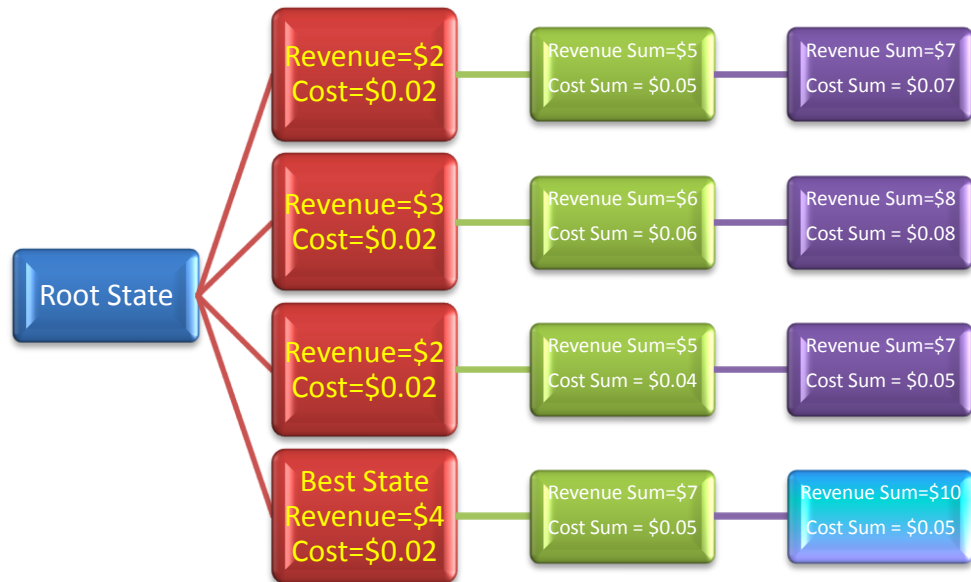 Root State
Revenue=$2
Cost=$0.02
Revenue Sum=$5
Cost Sum = $0.05
Revenue Sum=$7
Cost Sum = $0.07
Revenue=$3
Cost=$0.02
Revenue Sum=$6
Cost Sum = $0.06
Revenue Sum=$8
Cost Sum = $0.08
Revenue=$2
Cost=$0.02
Revenue Sum=$5
Cost Sum = $0.04
Revenue Sum=$7
Cost Sum = $0.05
Best State
Revenue=$4
Cost=$0.02
Revenue Sum=$7
Cost Sum = $0.05
Revenue Sum=$10
Cost Sum = $0.05